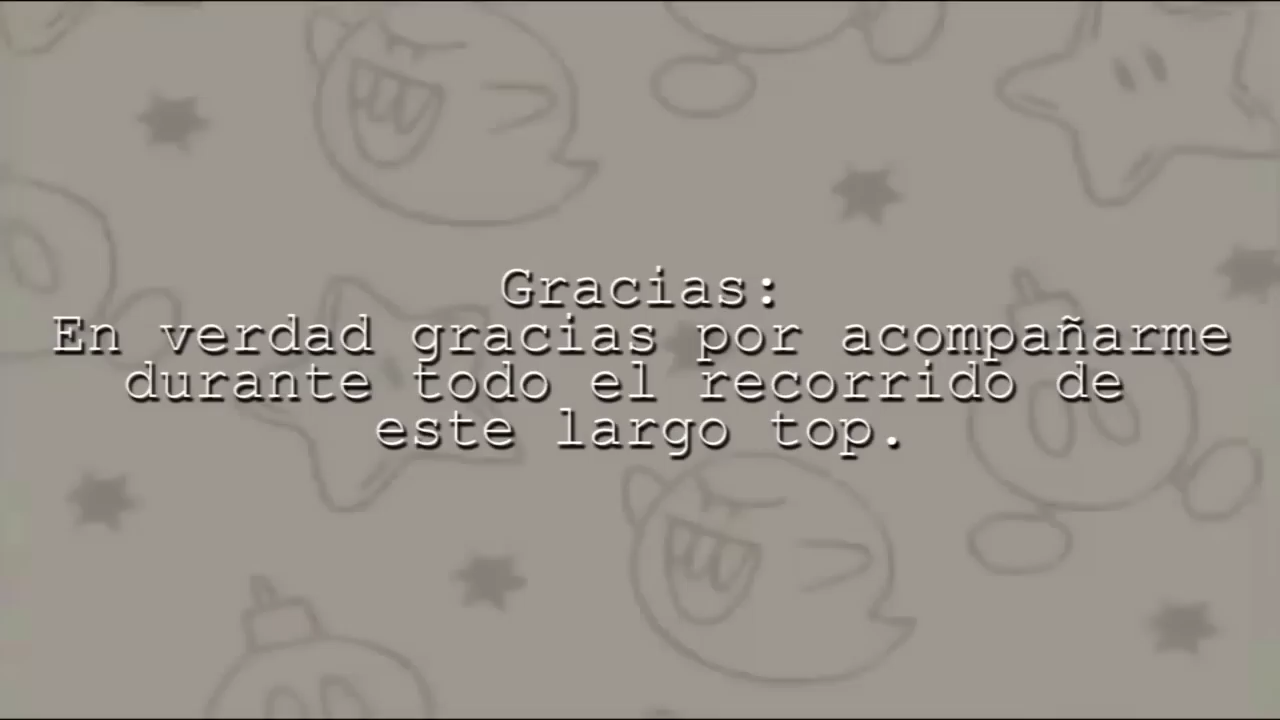 Gracias:
En verdad gracias por acompañarme
durante todo el recorrido de
este largo top.